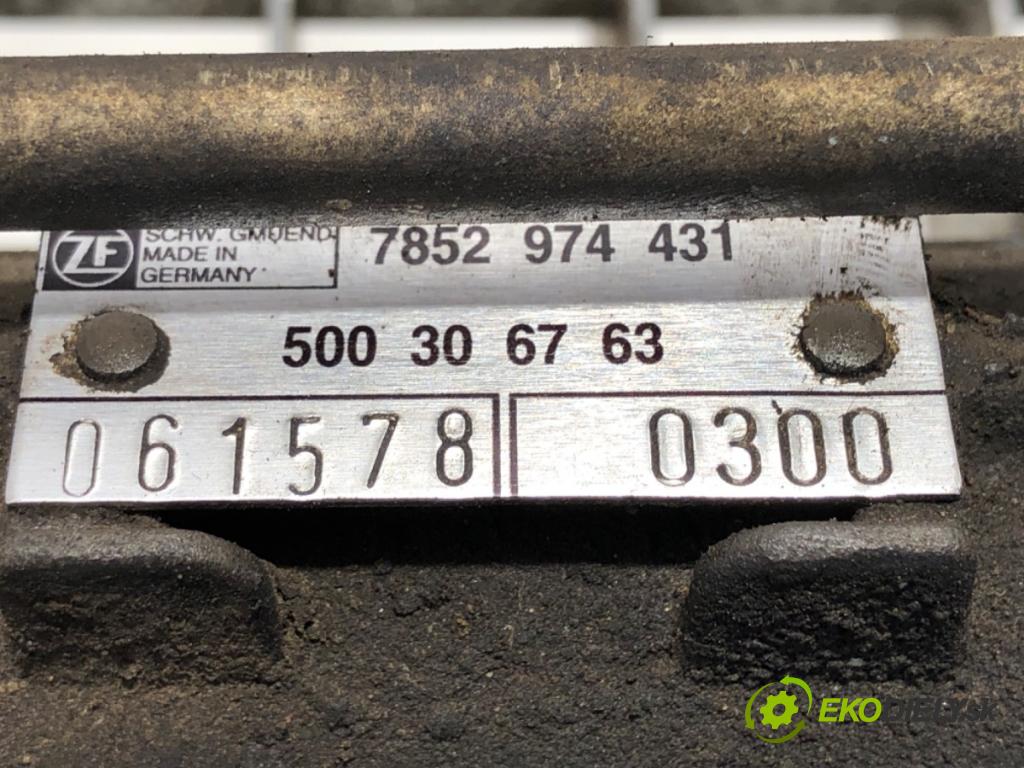 ZF SCHW. GMUEND 7852 974 431
MADE IN
GERMANY
500 30 67 63
061578 0300
EKODIELY.sk